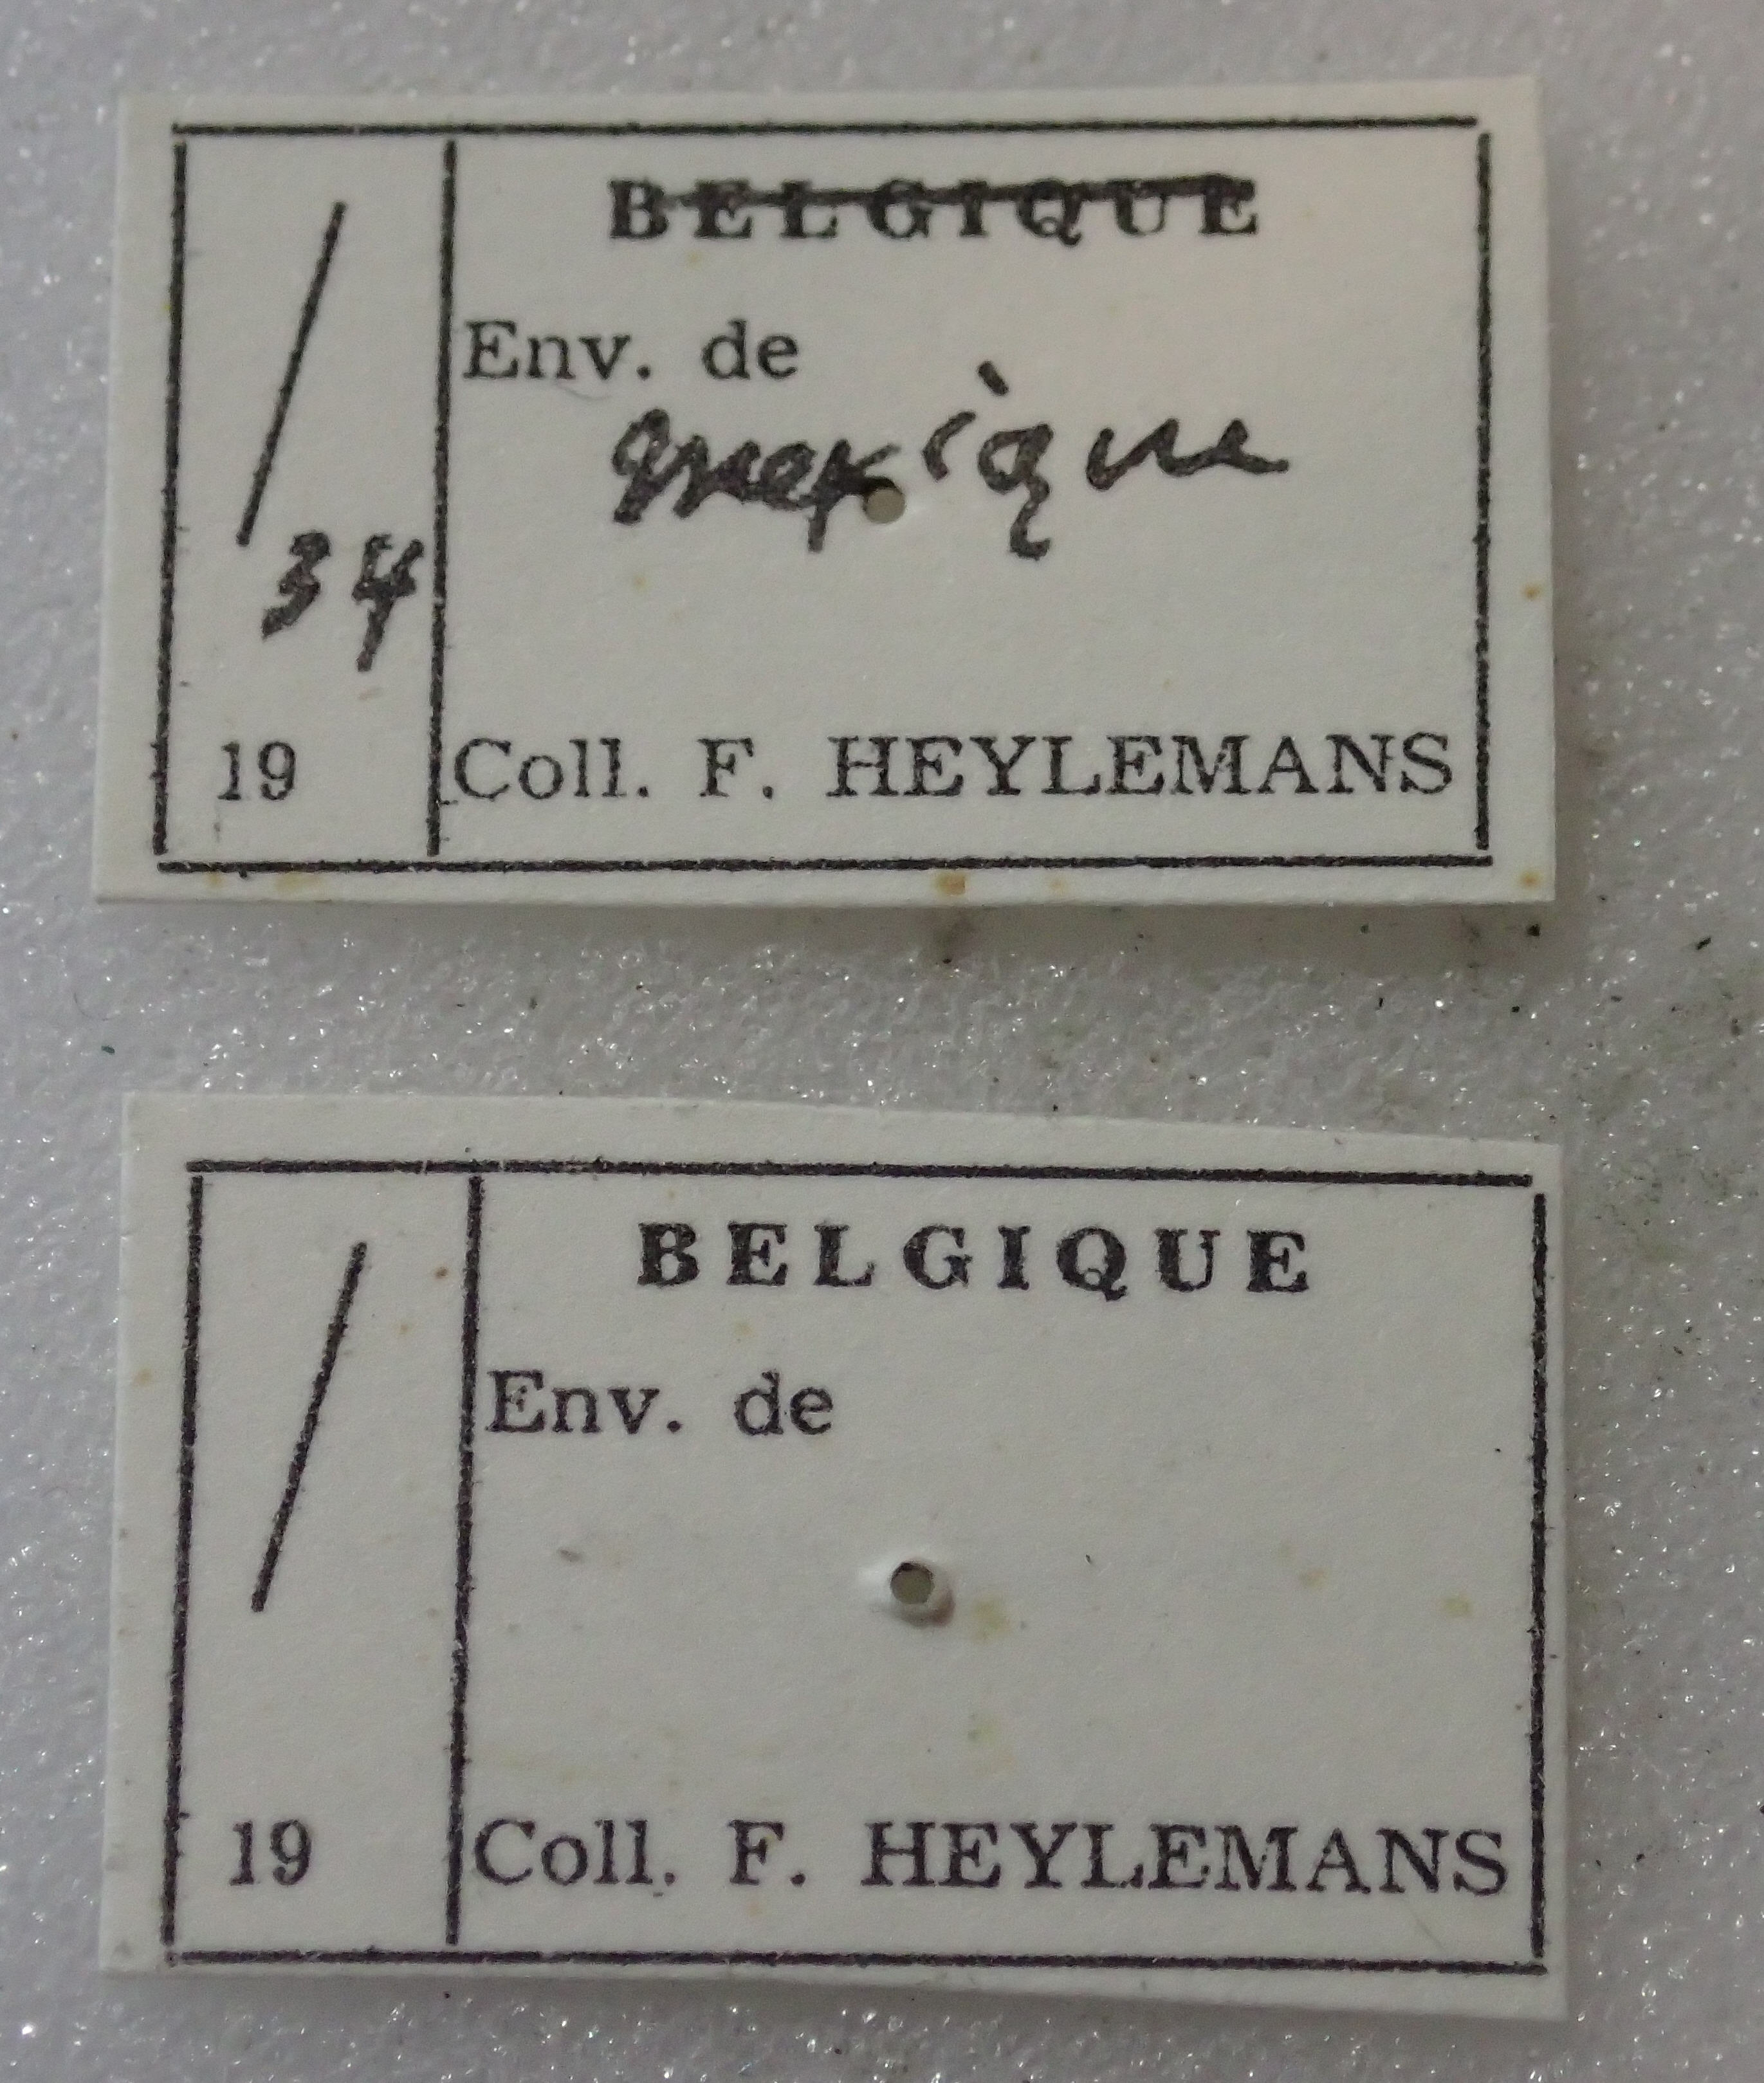 BELGIQUE
Env. de
mexique
/
34
19
Coll. F. HEYLEMANS
BELGIQUE
Env. de
/
19
Coll. F. HEYLEMANS